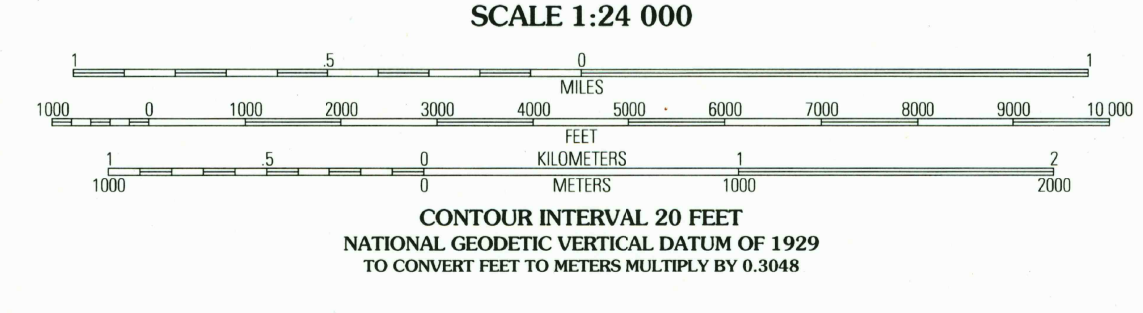 SCALE 1:24 000
1 .5 0 1
MILES
1000 0 1000 2000 3000 4000 5000 6000 7000 8000 9000 10 000
FEET
1 .5 0 KILOMETERS 1 2
1000 0 METERS 1000 2000
CONTOUR INTERVAL 20 FEET
NATIONAL GEODETIC VERTICAL DATUM OF 1929
TO CONVERT FEET TO METERS MULTIPLY BY 0.3048